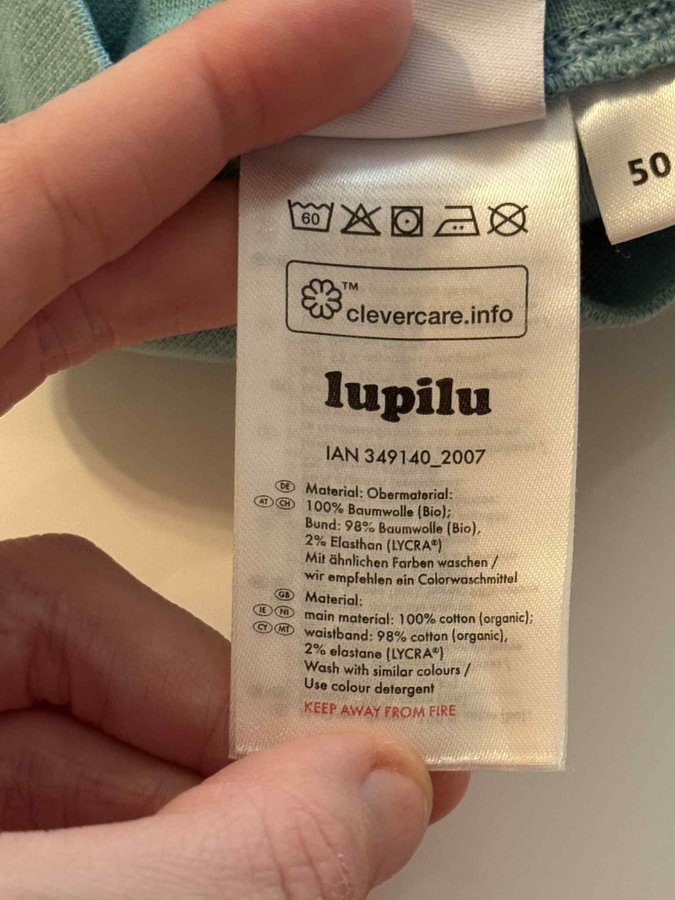 50
60
™
clevercare.info
lupilu
IAN 349140_2007
DE
AT CH
Material: Obermaterial:
100% Baumwolle (Bio);
Bund: 98% Baumwolle (Bio),
2% Elasthan (LYCRA®)
Mit ähnlichen Farben waschen /
wir empfehlen ein Colorwaschmittel
GB
IE NI
CY MT
Material:
main material: 100% cotton (organic);
waistband: 98% cotton (organic),
2% elastane (LYCRA®)
Wash with similar colours /
Use colour detergent
KEEP AWAY FROM FIRE